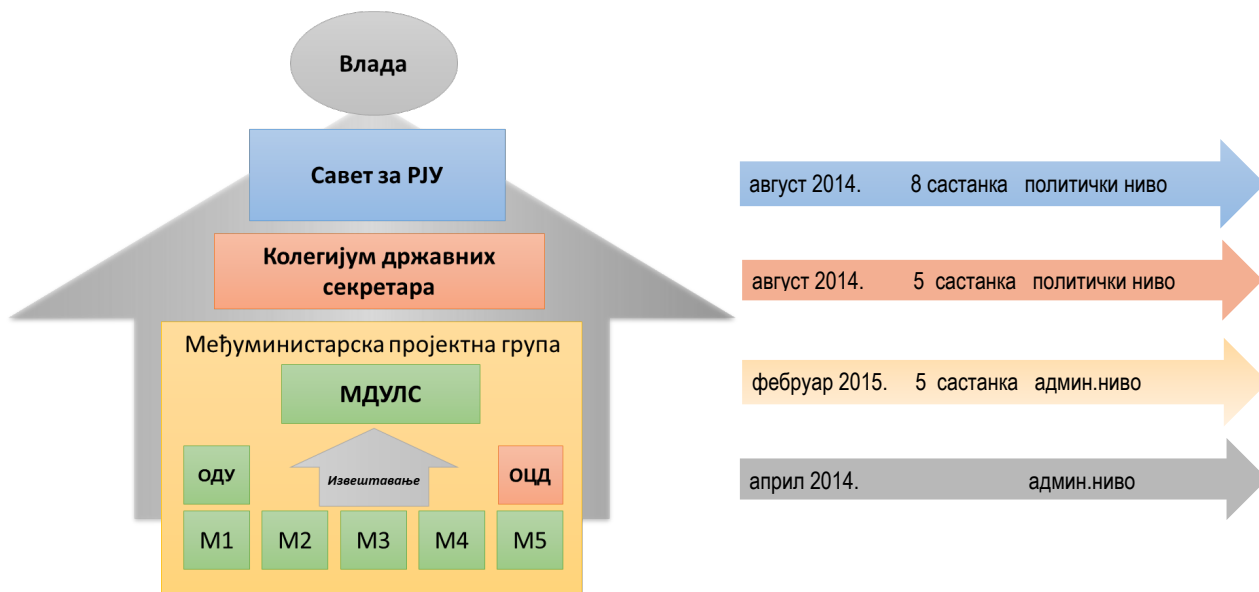 Влада
Савет за РЈУ
Колегијум државних
секретара
Међуминистарска пројектна група
МДУЛС
ОДУ
Извештавање
ОЦД
М1 М2 М3 М4 М5
август 2014. 8 састанка политички ниво
август 2014. 5 састанка политички ниво
фебруар 2015. 5 састанка админ.ниво
април 2014. админ.ниво